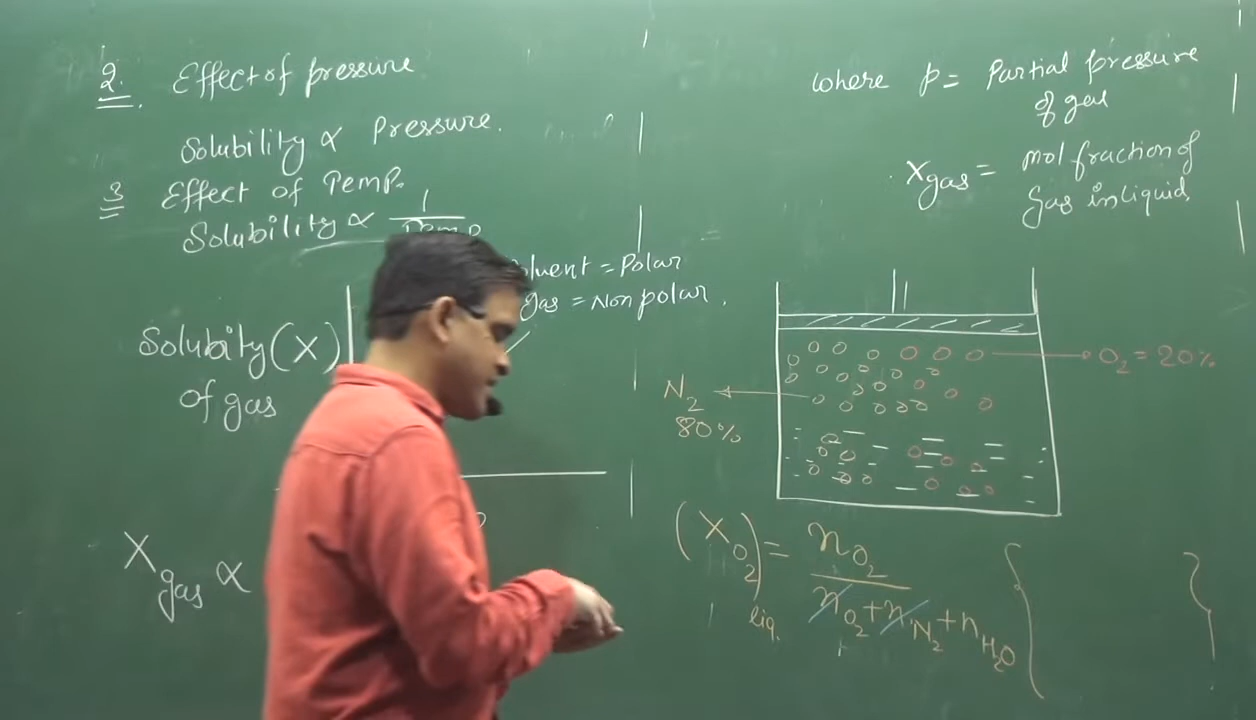 2. Effect of pressure
Solubility ∝ Pressure.
3 Effect of Temp.
Solubility ∝ 1/Temp
= Polar
gas = Non polar.
Solubility (X)
of gas
X gas ∝
where p = Partial pressure
of gas
X gas = mol fraction of
gas in liquid
O₂ = 20%
N₂
80%
(X O₂) liq. = n O₂ / n O₂ + n N₂ + n H₂O { }